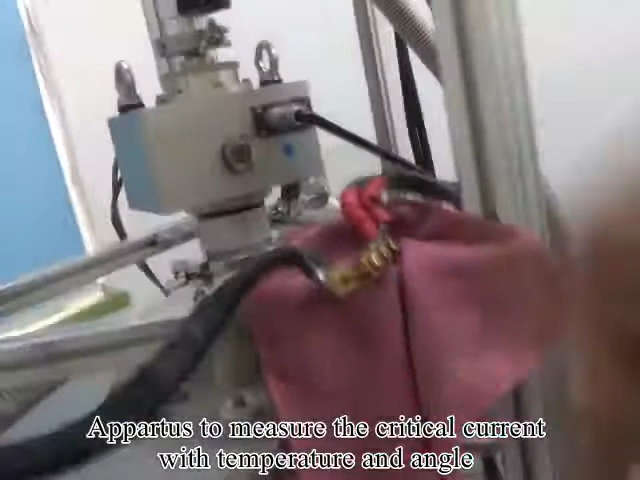 Appartus to measure the critical current
with temperature and angle